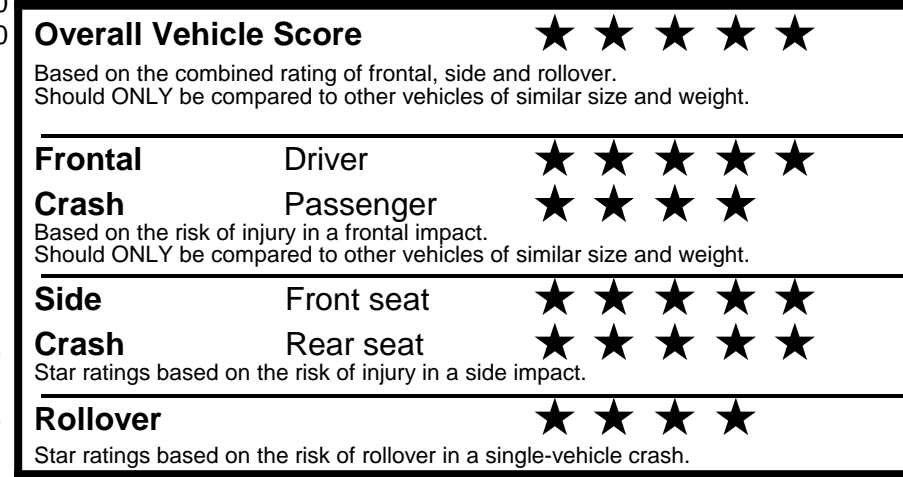 0
0
Overall Vehicle Score ★ ★ ★ ★ ★
Based on the combined rating of frontal, side and rollover.
Should ONLY be compared to other vehicles of similar size and weight.
Frontal Driver ★ ★ ★ ★ ★
Crash Passenger ★ ★ ★ ★
Based on the risk of injury in a frontal impact.
Should ONLY be compared to other vehicles of similar size and weight.
Side Front seat ★ ★ ★ ★ ★
Crash Rear seat ★ ★ ★ ★ ★
Star ratings based on the risk of injury in a side impact.
Rollover ★ ★ ★ ★
Star ratings based on the risk of rollover in a single-vehicle crash.